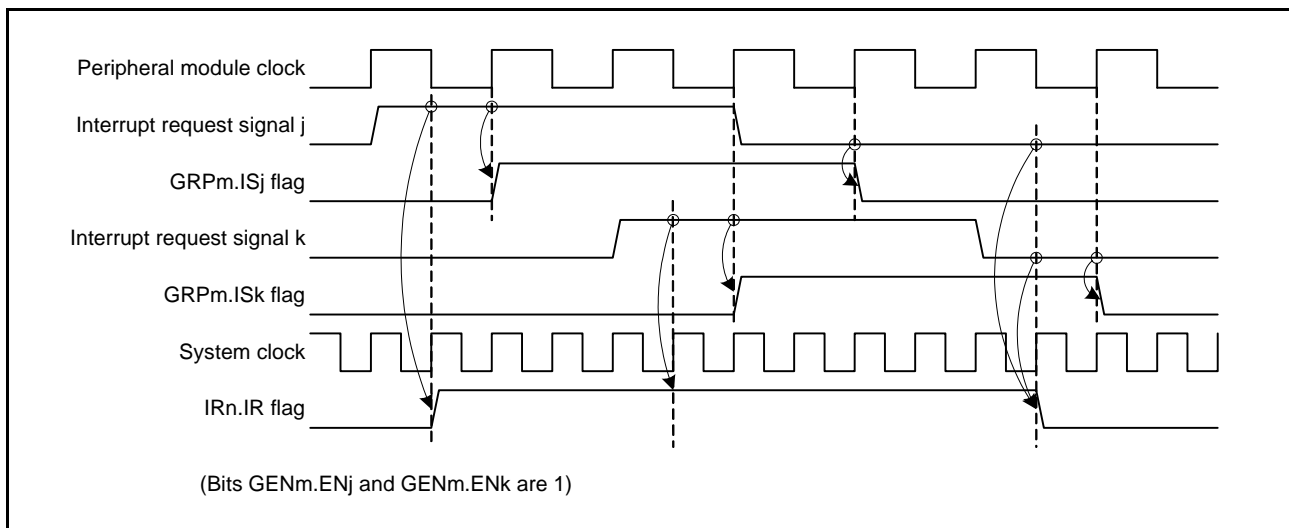 Peripheral module clock
Interrupt request signal j
GRPm.ISj flag
Interrupt request signal k
GRPm.ISk flag
System clock
IRn.IR flag
(Bits GENm.ENj and GENm.ENk are 1)